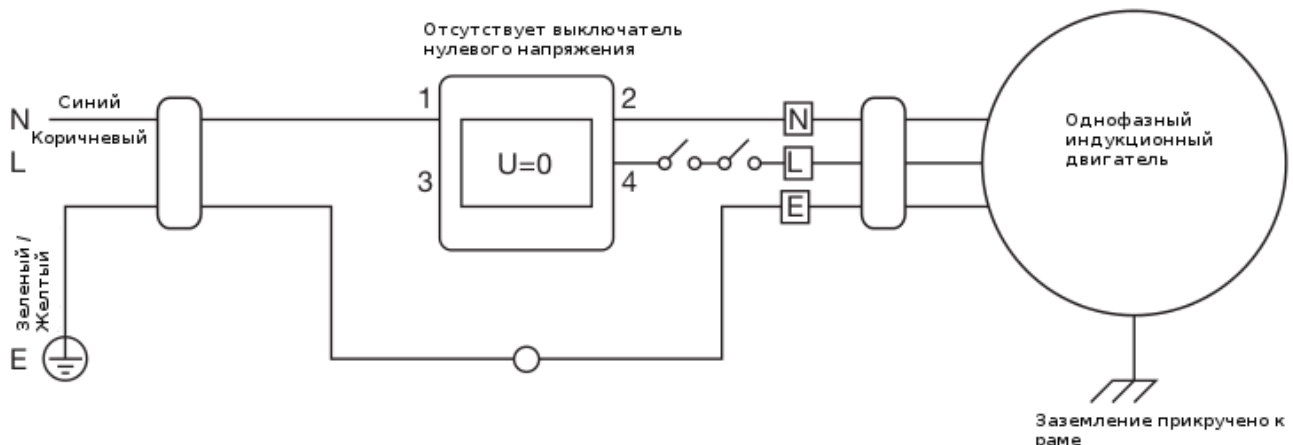 Отсутствует выключатель
нулевого напряжения
Синий
N
Коричневый
L
1
2
3
4
U=0
N
L
E
Однофазный
индукционный
двигатель
Зеленый /
Желтый
E
Заземление прикручено к
раме